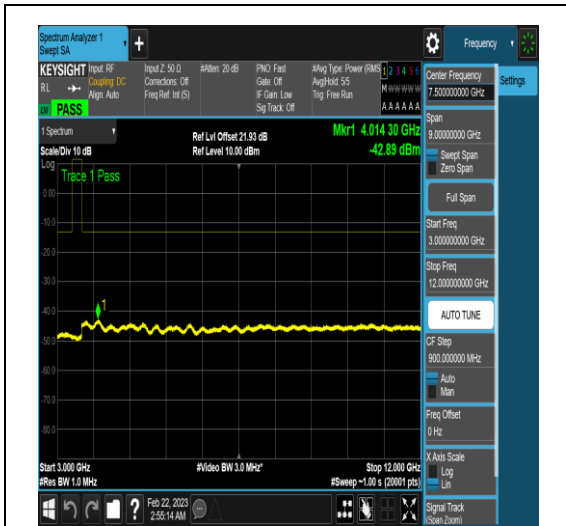 Spectrum Analyzer 1
Swept SA
+
Frequency
KEYSIGHT
RL
PASS
Input: RF
Coupling: DC
Align: Auto
Input Z: 50 Ω
Corrections: Off
Freq Ref: Int (S)
#Atten: 20 dB
PNO: Fast
Gate: Off
IF Gain: Low
Sig Track: Off
#Avg Type: Power (RMS
Avg|Hold: 5/5
Trig: Free Run
1 2 3 4 5 6
M W W W W W
A A A A A A
1 Spectrum
Scale/Div 10 dB
Ref Lvl Offset 21.93 dB
Ref Level 10.00 dBm
Mkr1 4.014 30 GHz
-42.89 dBm
Log
Trace 1 Pass
0.00
-10.0
-20.0
-30.0
-40.0
1
-50.0
-60.0
-70.0
-80.0
Start 3.000 GHz
#Res BW 1.0 MHz
#Video BW 3.0 MHz*
Stop 12.000 GHz
#Sweep ~1.00 s (20001 pts)
Center Frequency
7.500000000 GHz
Settings
Span
9.00000000 GHz
Swept Span
Zero Span
Full Span
Start Freq
3.000000000 GHz
Stop Freq
12.000000000 GHz
AUTO TUNE
CF Step
900.000000 MHz
Auto
Man
Freq Offset
0 Hz
X Axis Scale
Log
Lin
Signal Track
(Span Zoom)
?
Feb 22, 2023
2:55:14 AM